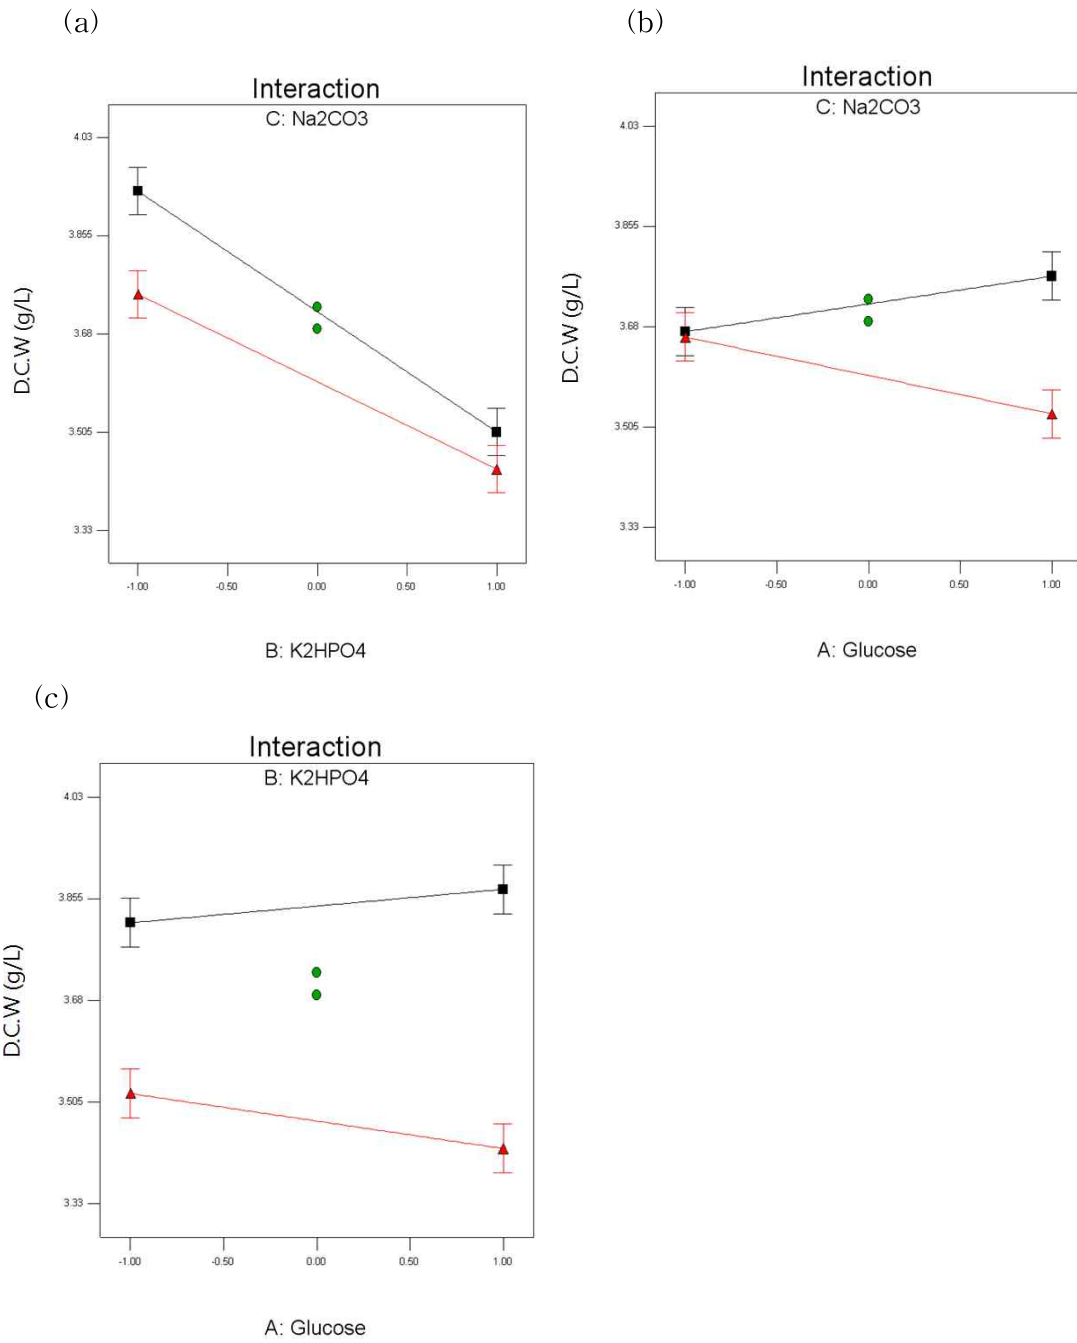 (a)
Interaction
C: Na2CO3
4.03
3.855
3.68
3.505
3.33
D.C.W (g/L)
-1.00
-0.50
0.00
0.50
1.00
B: K2HPO4
(b)
Interaction
C: Na2CO3
4.03
3.855
3.68
3.505
3.33
D.C.W (g/L)
-1.00
-0.50
0.00
0.50
1.00
A: Glucose
(c)
Interaction
B: K2HPO4
4.03
3.855
3.68
3.505
3.33
D.C.W (g/L)
-1.00
-0.50
0.00
0.50
1.00
A: Glucose